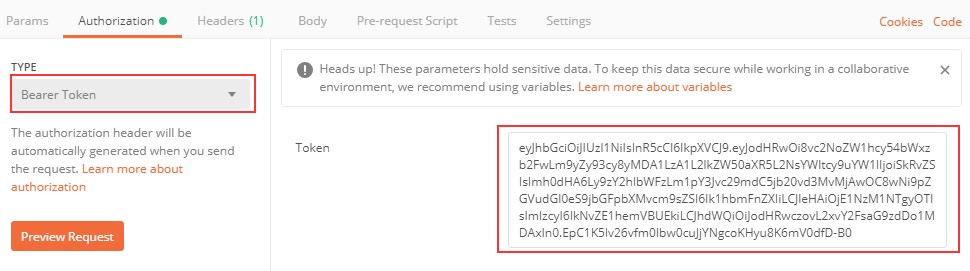 Params Authorization Headers (1) Body Pre-request Script Tests Settings Cookies Code
TYPE
Bearer Token
The authorization header will be
automatically generated when you send
the request. Learn more about
authorization
Preview Request
Heads up! These parameters hold sensitive data. To keep this data secure while working in a collaborative
environment, we recommend using variables. Learn more about variables
Token
eyJhbGciOiJIUzI1NiIsInR5cCI6IkpXVCJ9.eyJodHRwOi8vc2NoZW1hcy54bWxz
b2FwLm9yZy93cy8yMDA1LzA1L2lkZW50aXR5L2NsYWltcy9uYW1lIjoiSkRvZS
IsImh0dHA6Ly9zY2hlbWFzLm1pY3Jvc29mdC5jb20vd3MvMjAwOC8wNi9pZ
GVudGl0eS9jbGFpbXMvcm9sZSI6Ik1hbmFnZXIiLCJleHAiOjE1NzM1NTgyOTI
sImlzcyI6IkNvZE1hemVBUEkiLCJhdWQiOiJodHRwczovL2xvY2FsaG9zdDo1M
DAxIn0.EpC1K5lv26vfm0Ibw0cuJjYNgcoKHyu8K6mV0dfD-B0